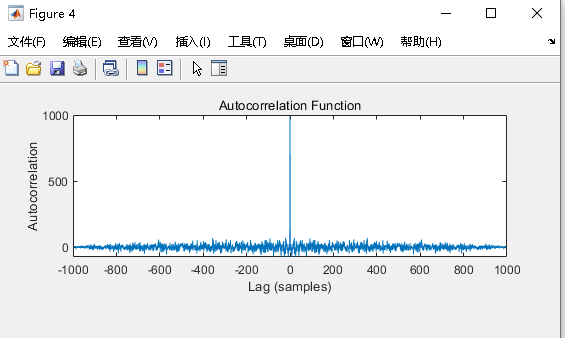 Figure 4
文件(F) 编辑(E) 查看(V) 插入(I) 工具(T) 桌面(D) 窗口(W) 帮助(H)
Autocorrelation Function
Autocorrelation
1000
500
0
-1000 -800 -600 -400 -200 0 200 400 600 800 1000
Lag (samples)